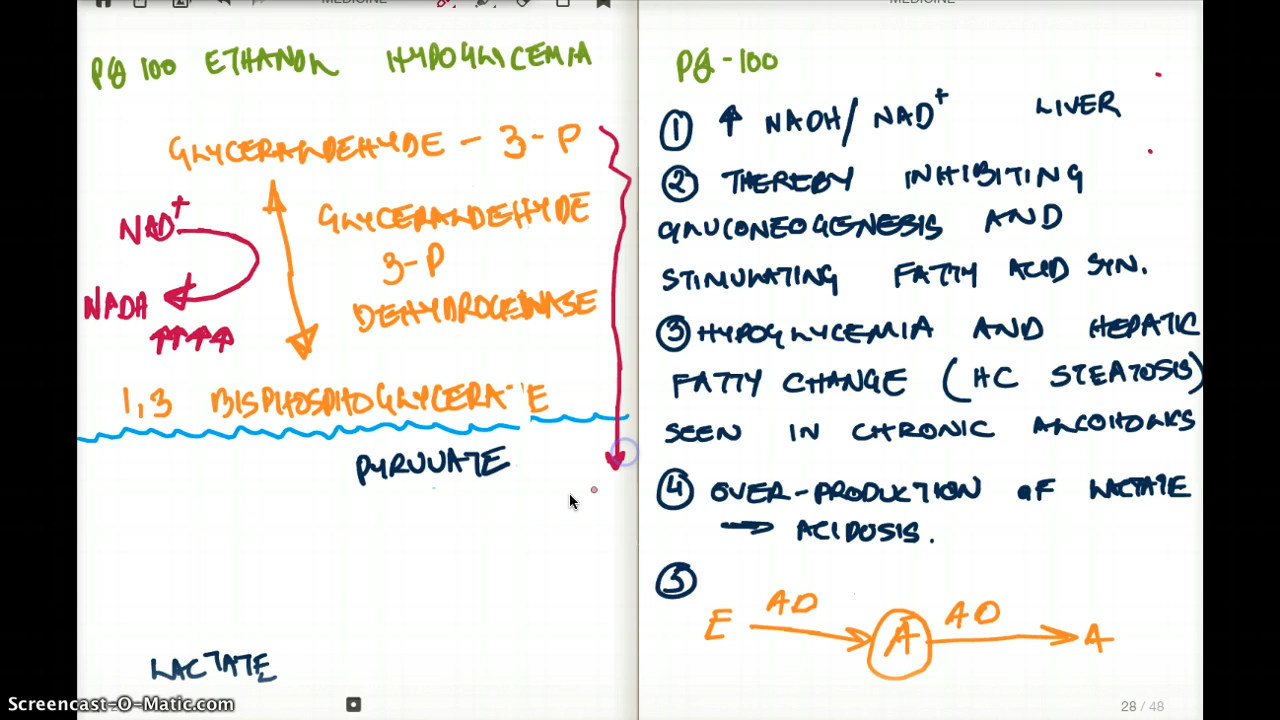 MEDICINE
PG 100 ETHANOL HYPOGLYCEMIA
GLYCERALDEHYDE - 3-P
NAD+
GLYCERALDEHYDE
3-P
DEHYDROGENASE
NADH
↑↑↑↑
1,3 BISPHOSPHOGLYCERATE
PYRUVATE
LACTATE
Screencast-O-Matic.com
MEDICINE
PG - 100
① ↑ NADH/NAD+ LIVER
② THEREBY INHIBITING
GLUCONEOGENESIS AND
STIMULATING FATTY ACID SYN.
③ HYPOGLYCEMIA AND HEPATIC
FATTY CHANGE (HC STEATOSIS)
SEEN IN CHRONIC ALCOHOLICS
④ OVER-PRODUCTION OF LACTATE
→ ACIDOSIS.
⑤
E AD → A AD → A
28 / 48